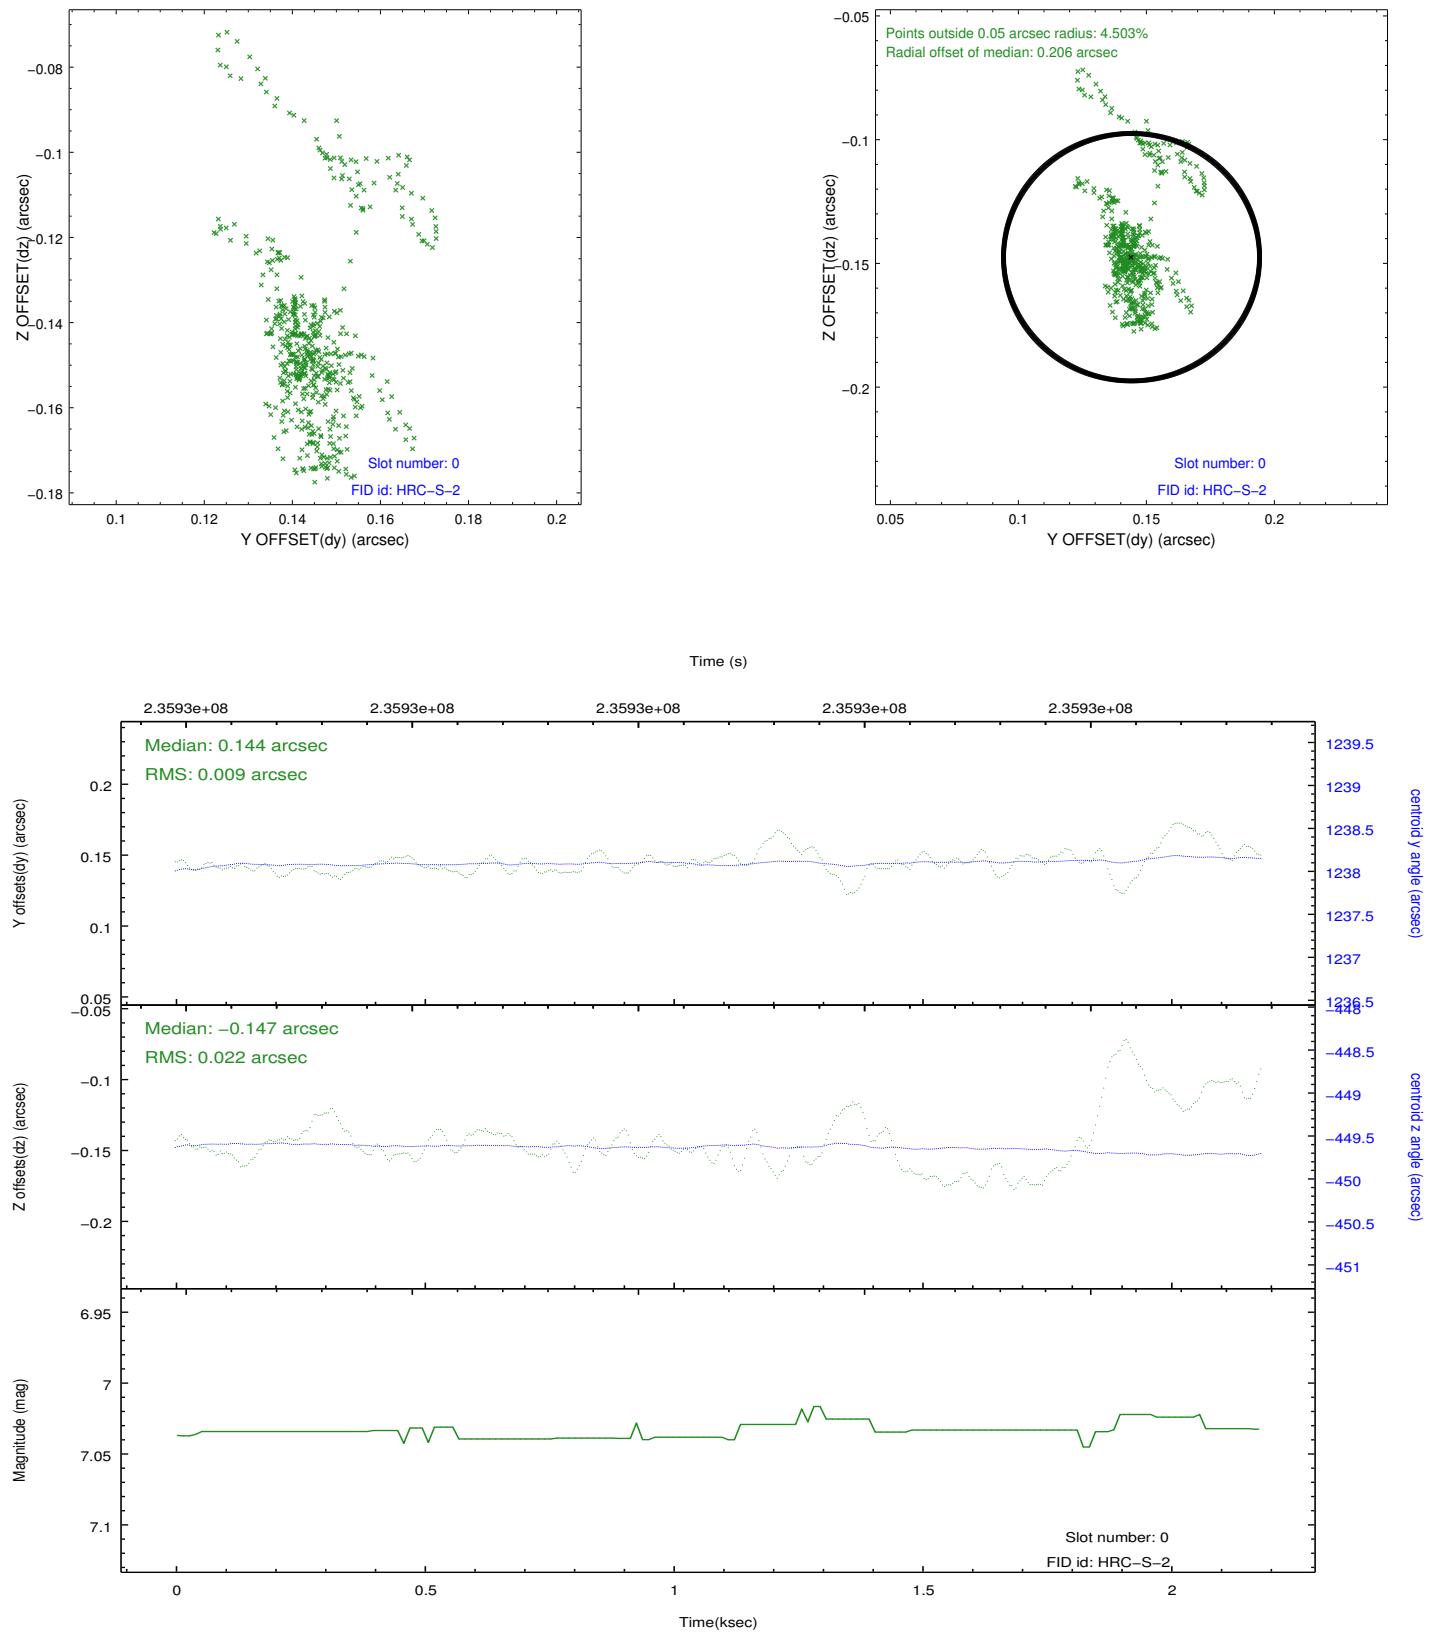 −0.08
−0.1
−0.12
−0.14
−0.16
−0.18
Z OFFSET(dz) (arcsec)
0.1
0.12
0.14
0.16
0.18
0.2
Y OFFSET(dy) (arcsec)
Slot number: 0
FID id: HRC−S−2
Points outside 0.05 arcsec radius: 4.503%
Radial offset of median: 0.206 arcsec
−0.05
−0.1
−0.15
−0.2
Z OFFSET(dz) (arcsec)
0.05
0.1
0.15
0.2
Y OFFSET(dy) (arcsec)
Slot number: 0
FID id: HRC−S−2
Time (s)
2.3593e+08
2.3593e+08
2.3593e+08
2.3593e+08
2.3593e+08
Median: 0.144 arcsec
RMS: 0.009 arcsec
0.2
0.15
0.1
0.05
Y offsets(dy) (arcsec)
1239.5
1239
1238.5
1238
1237.5
1237
1236.5
centroid y angle (arcsec)
Median: −0.147 arcsec
RMS: 0.022 arcsec
−0.05
−0.1
−0.15
−0.2
Z offsets(dz) (arcsec)
−448
−448.5
−449
−449.5
−450
−450.5
−451
centroid z angle (arcsec)
6.95
7
7.05
7.1
Magnitude (mag)
Slot number: 0
FID id: HRC−S−2
0
0.5
1
1.5
2
Time(ksec)